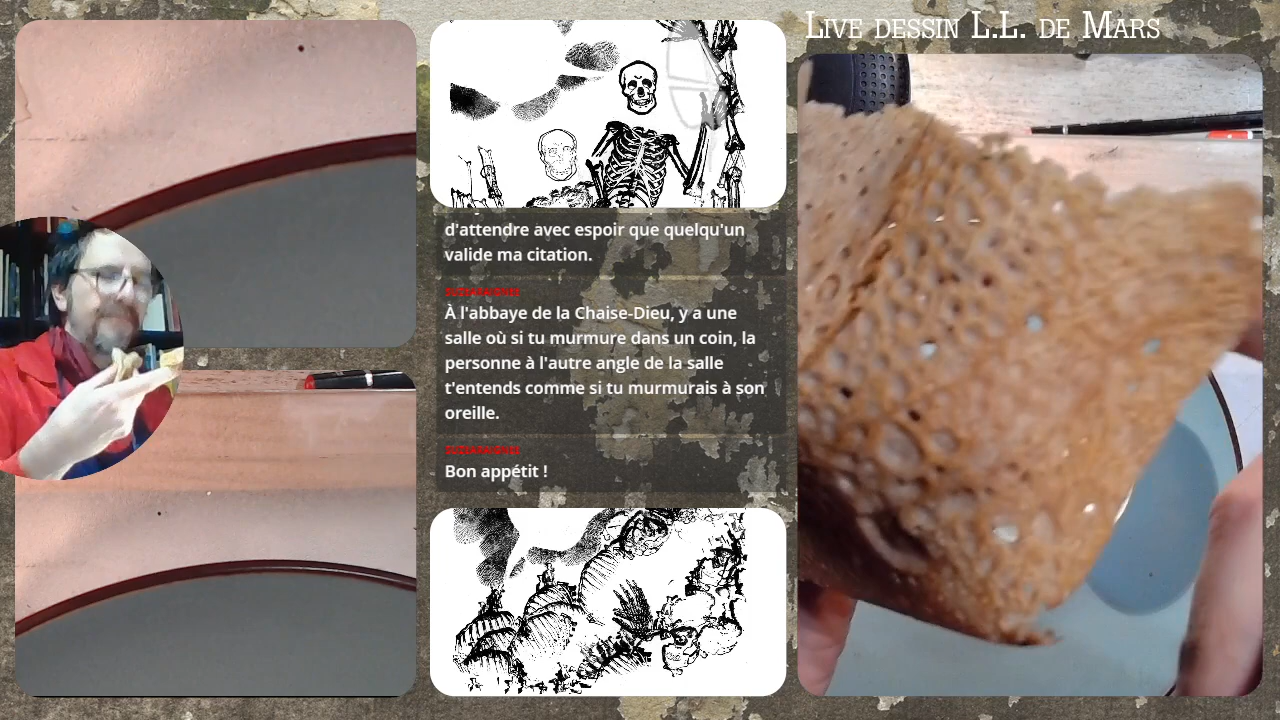 Live dessin L.L. de Mars
d'attendre avec espoir que quelqu'un
valide ma citation.
À l'abbaye de la Chaise-Dieu, y a une
salle où si tu murmure dans un coin, la
personne à l'autre angle de la salle
t'entends comme si tu murmurais à son
oreille.
Bon appétit !